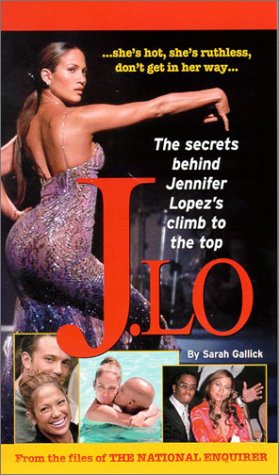 ...she's hot, she's ruthless,
don't get in her way...
The secrets
behind
Jennifer
Lopez's
climb to
the top
J.LO
By Sarah Gallick
From the files of THE NATIONAL ENQUIRER